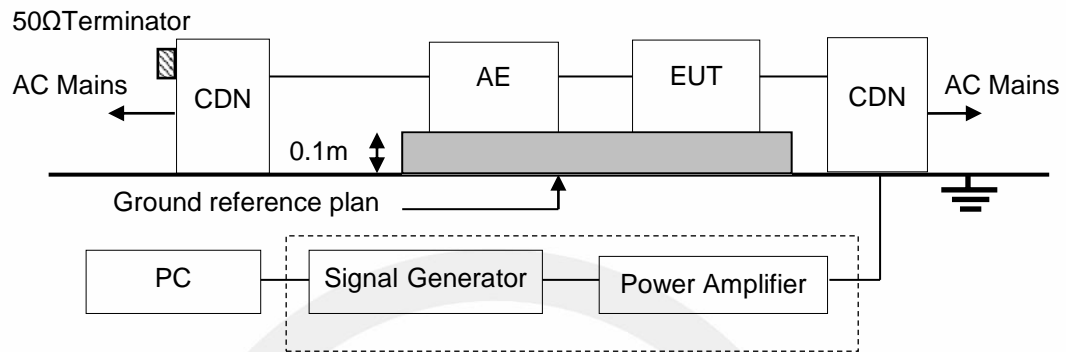 50ΩTerminator
AC Mains
CDN
AE
EUT
CDN
AC Mains
0.1m
Ground reference plan
PC
Signal Generator
Power Amplifier